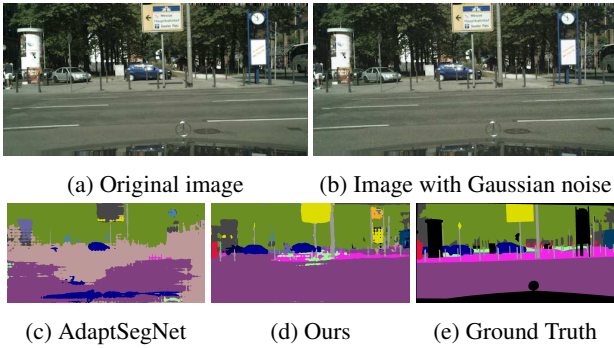 (a) Original image
(b) Image with Gaussian noise
(c) AdaptSegNet
(d) Ours
(e) Ground Truth